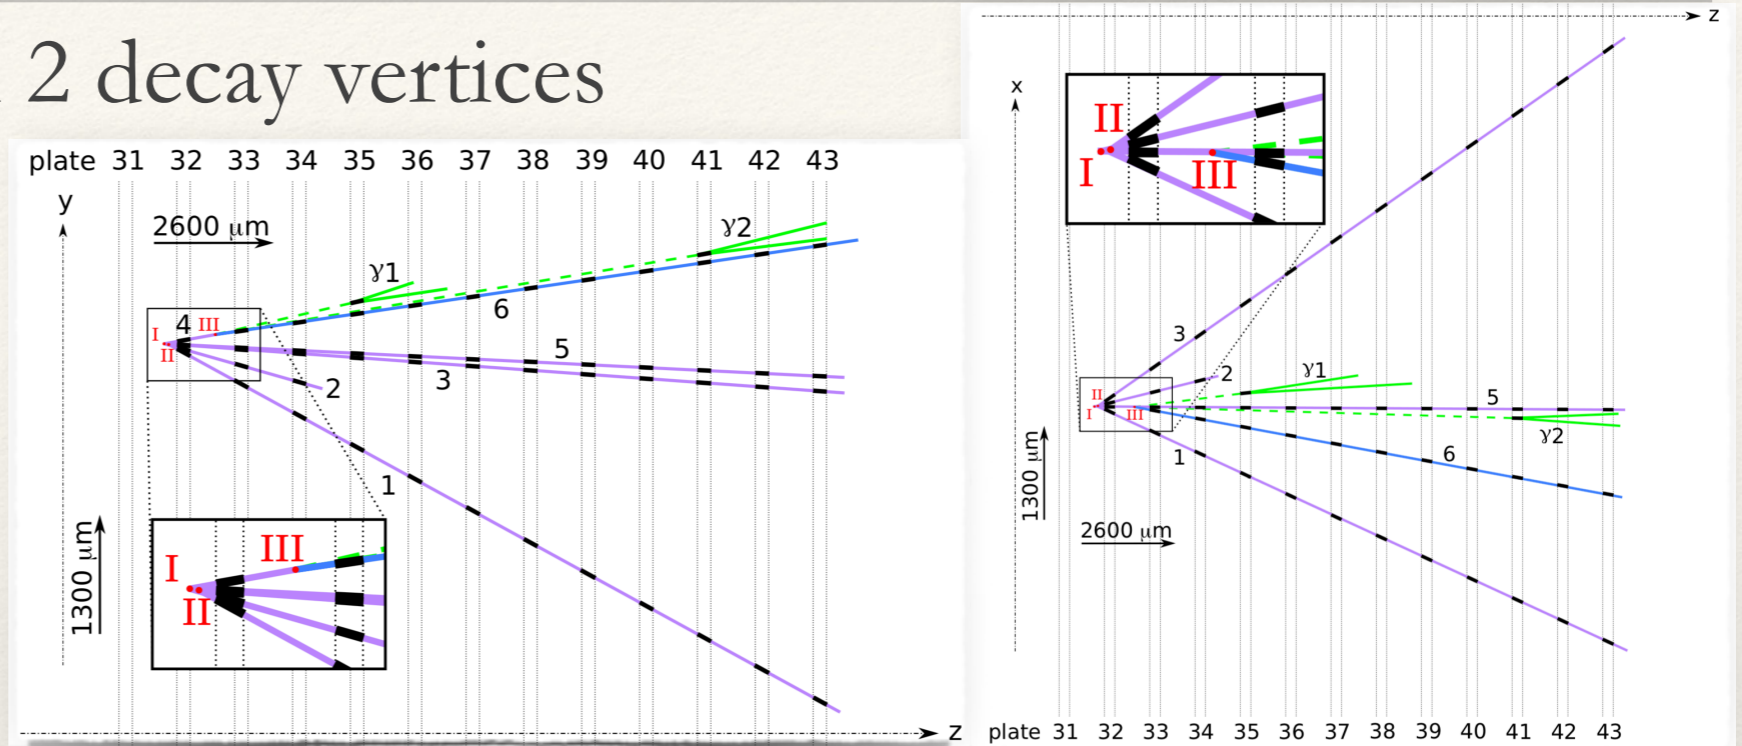 2 decay vertices
plate 31 32 33 34 35 36 37 38 39 40 41 42 43
y
2600 μm
γ1
γ2
4
I
II
III
6
5
3
2
1
1300 μm
I
II
III
z
z
x
II
I
III
3
2
γ1
5
γ2
6
1
II
I
III
1300 μm
2600 μm
plate 31 32 33 34 35 36 37 38 39 40 41 42 43